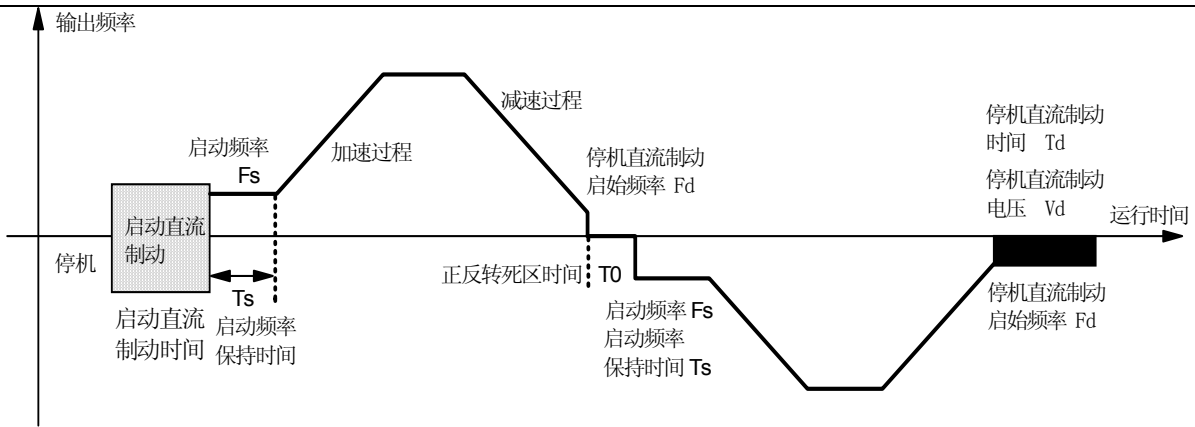 输出频率
减速过程
启动频率
Fs
加速过程
停机直流制动
启始频率 Fd
停机直流制动
时间 Td
停机直流制动
电压 Vd
运行时间
启动直流
制动
停机
Ts
启动直流
制动时间
启动频率
保持时间
正反转死区时间
T0
启动频率 Fs
启动频率
保持时间 Ts
停机直流制动
启始频率 Fd